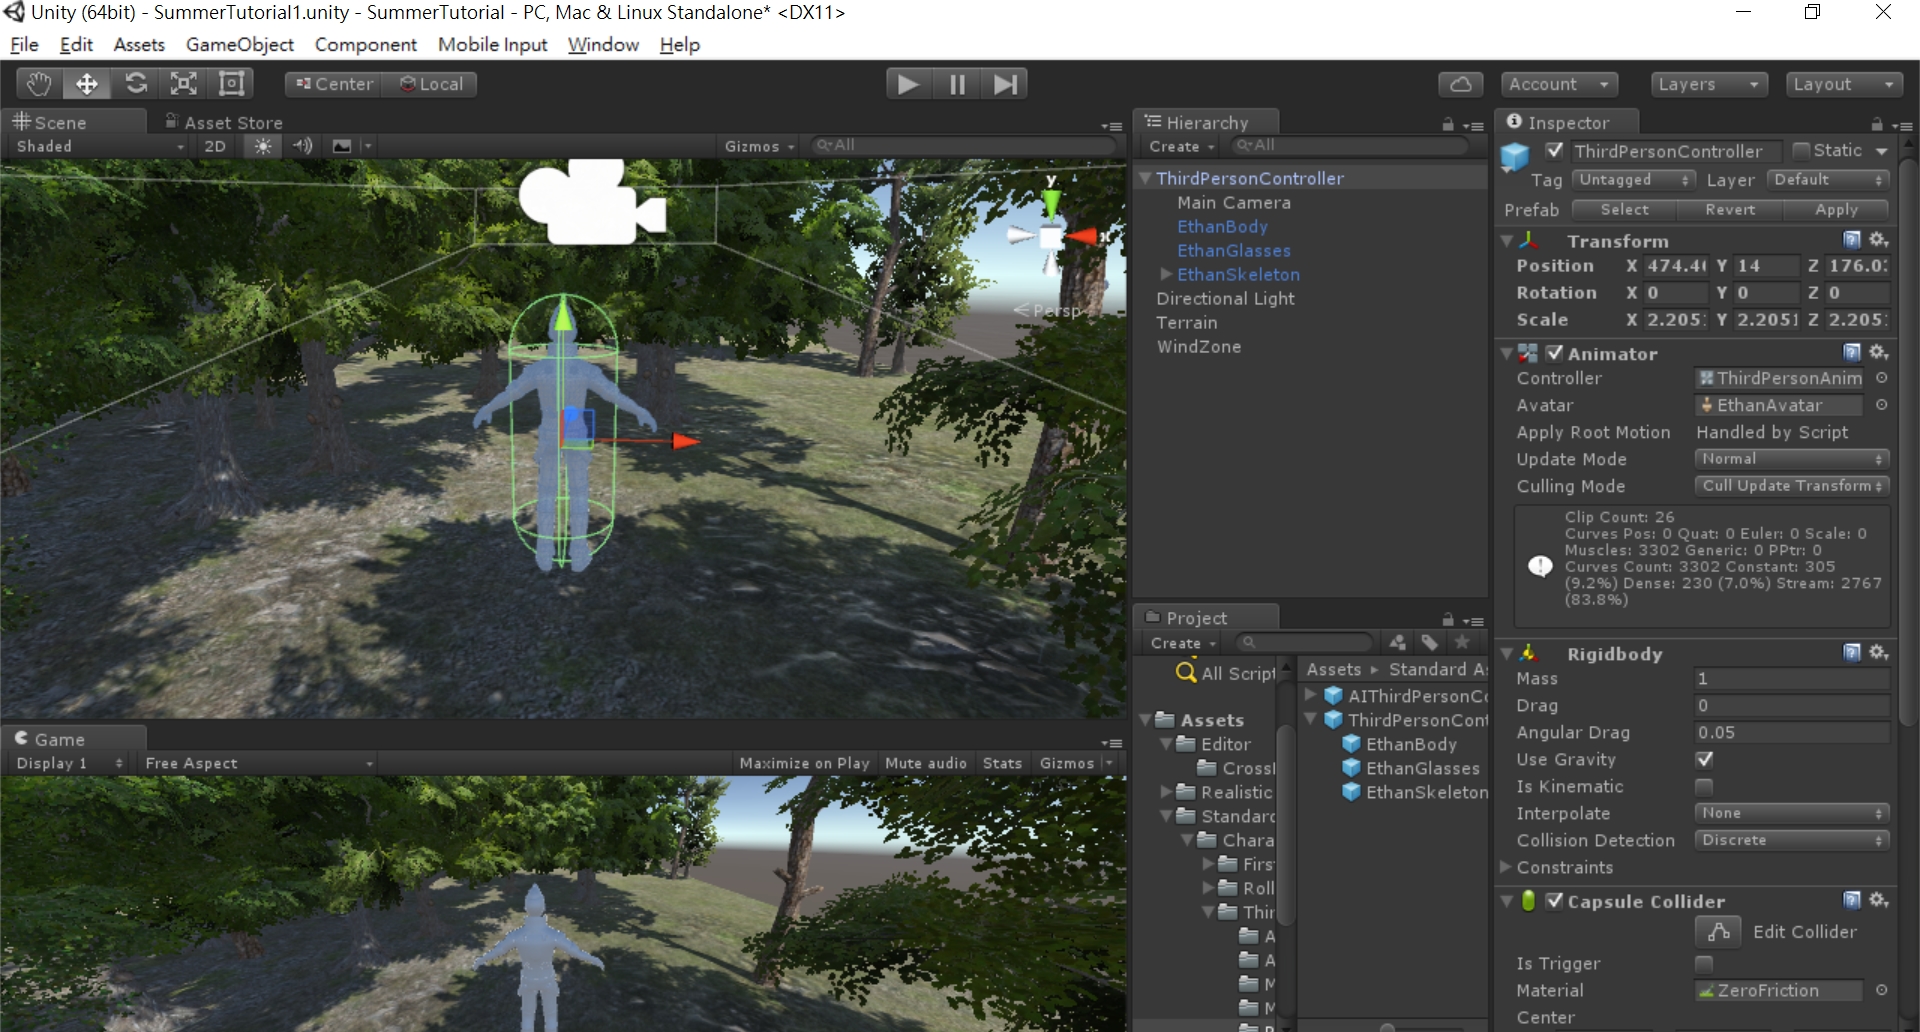 Unity (64bit) - SummerTutorial1.unity - SummerTutorial - PC, Mac & Linux Standalone* <DX11>
File Edit Assets GameObject Component Mobile Input Window Help
Center Local
Account Layers Layout
Scene Asset Store
Shaded 2D Gizmos All
y
x
Persp
Game
Display 1 Free Aspect Maximize on Play Mute audio Stats Gizmos
Hierarchy
Create All
ThirdPersonController
Main Camera
EthanBody
EthanGlasses
EthanSkeleton
Directional Light
Terrain
WindZone
Project
Create
All Script
Assets
Editor
Crossl
Realistic
Standard
Chara
First
Roll
Thir
A
A
M
M
Assets Standard As
AIThirdPersonCo
ThirdPersonCont
EthanBody
EthanGlasses
EthanSkeleton
Inspector
ThirdPersonController Static
Tag Untagged Layer Default
Prefab Select Revert Apply
Transform
Position X 474.4 Y 14 Z 176.0
Rotation X 0 Y 0 Z 0
Scale X 2.205 Y 2.2051 Z 2.205
Animator
Controller ThirdPersonAnim
Avatar EthanAvatar
Apply Root Motion Handled by Script
Update Mode Normal
Culling Mode Cull Update Transform
Clip Count: 26
Curves Pos: 0 Quat: 0 Euler: 0 Scale: 0
Muscles: 3302 Generic: 0 PPtr: 0
Curves Count: 3302 Constant: 305
(9.2%) Dense: 230 (7.0%) Stream: 2767
(83.8%)
Rigidbody
Mass 1
Drag 0
Angular Drag 0.05
Use Gravity
Is Kinematic
Interpolate None
Collision Detection Discrete
Constraints
Capsule Collider
Edit Collider
Is Trigger
Material ZeroFriction
Center